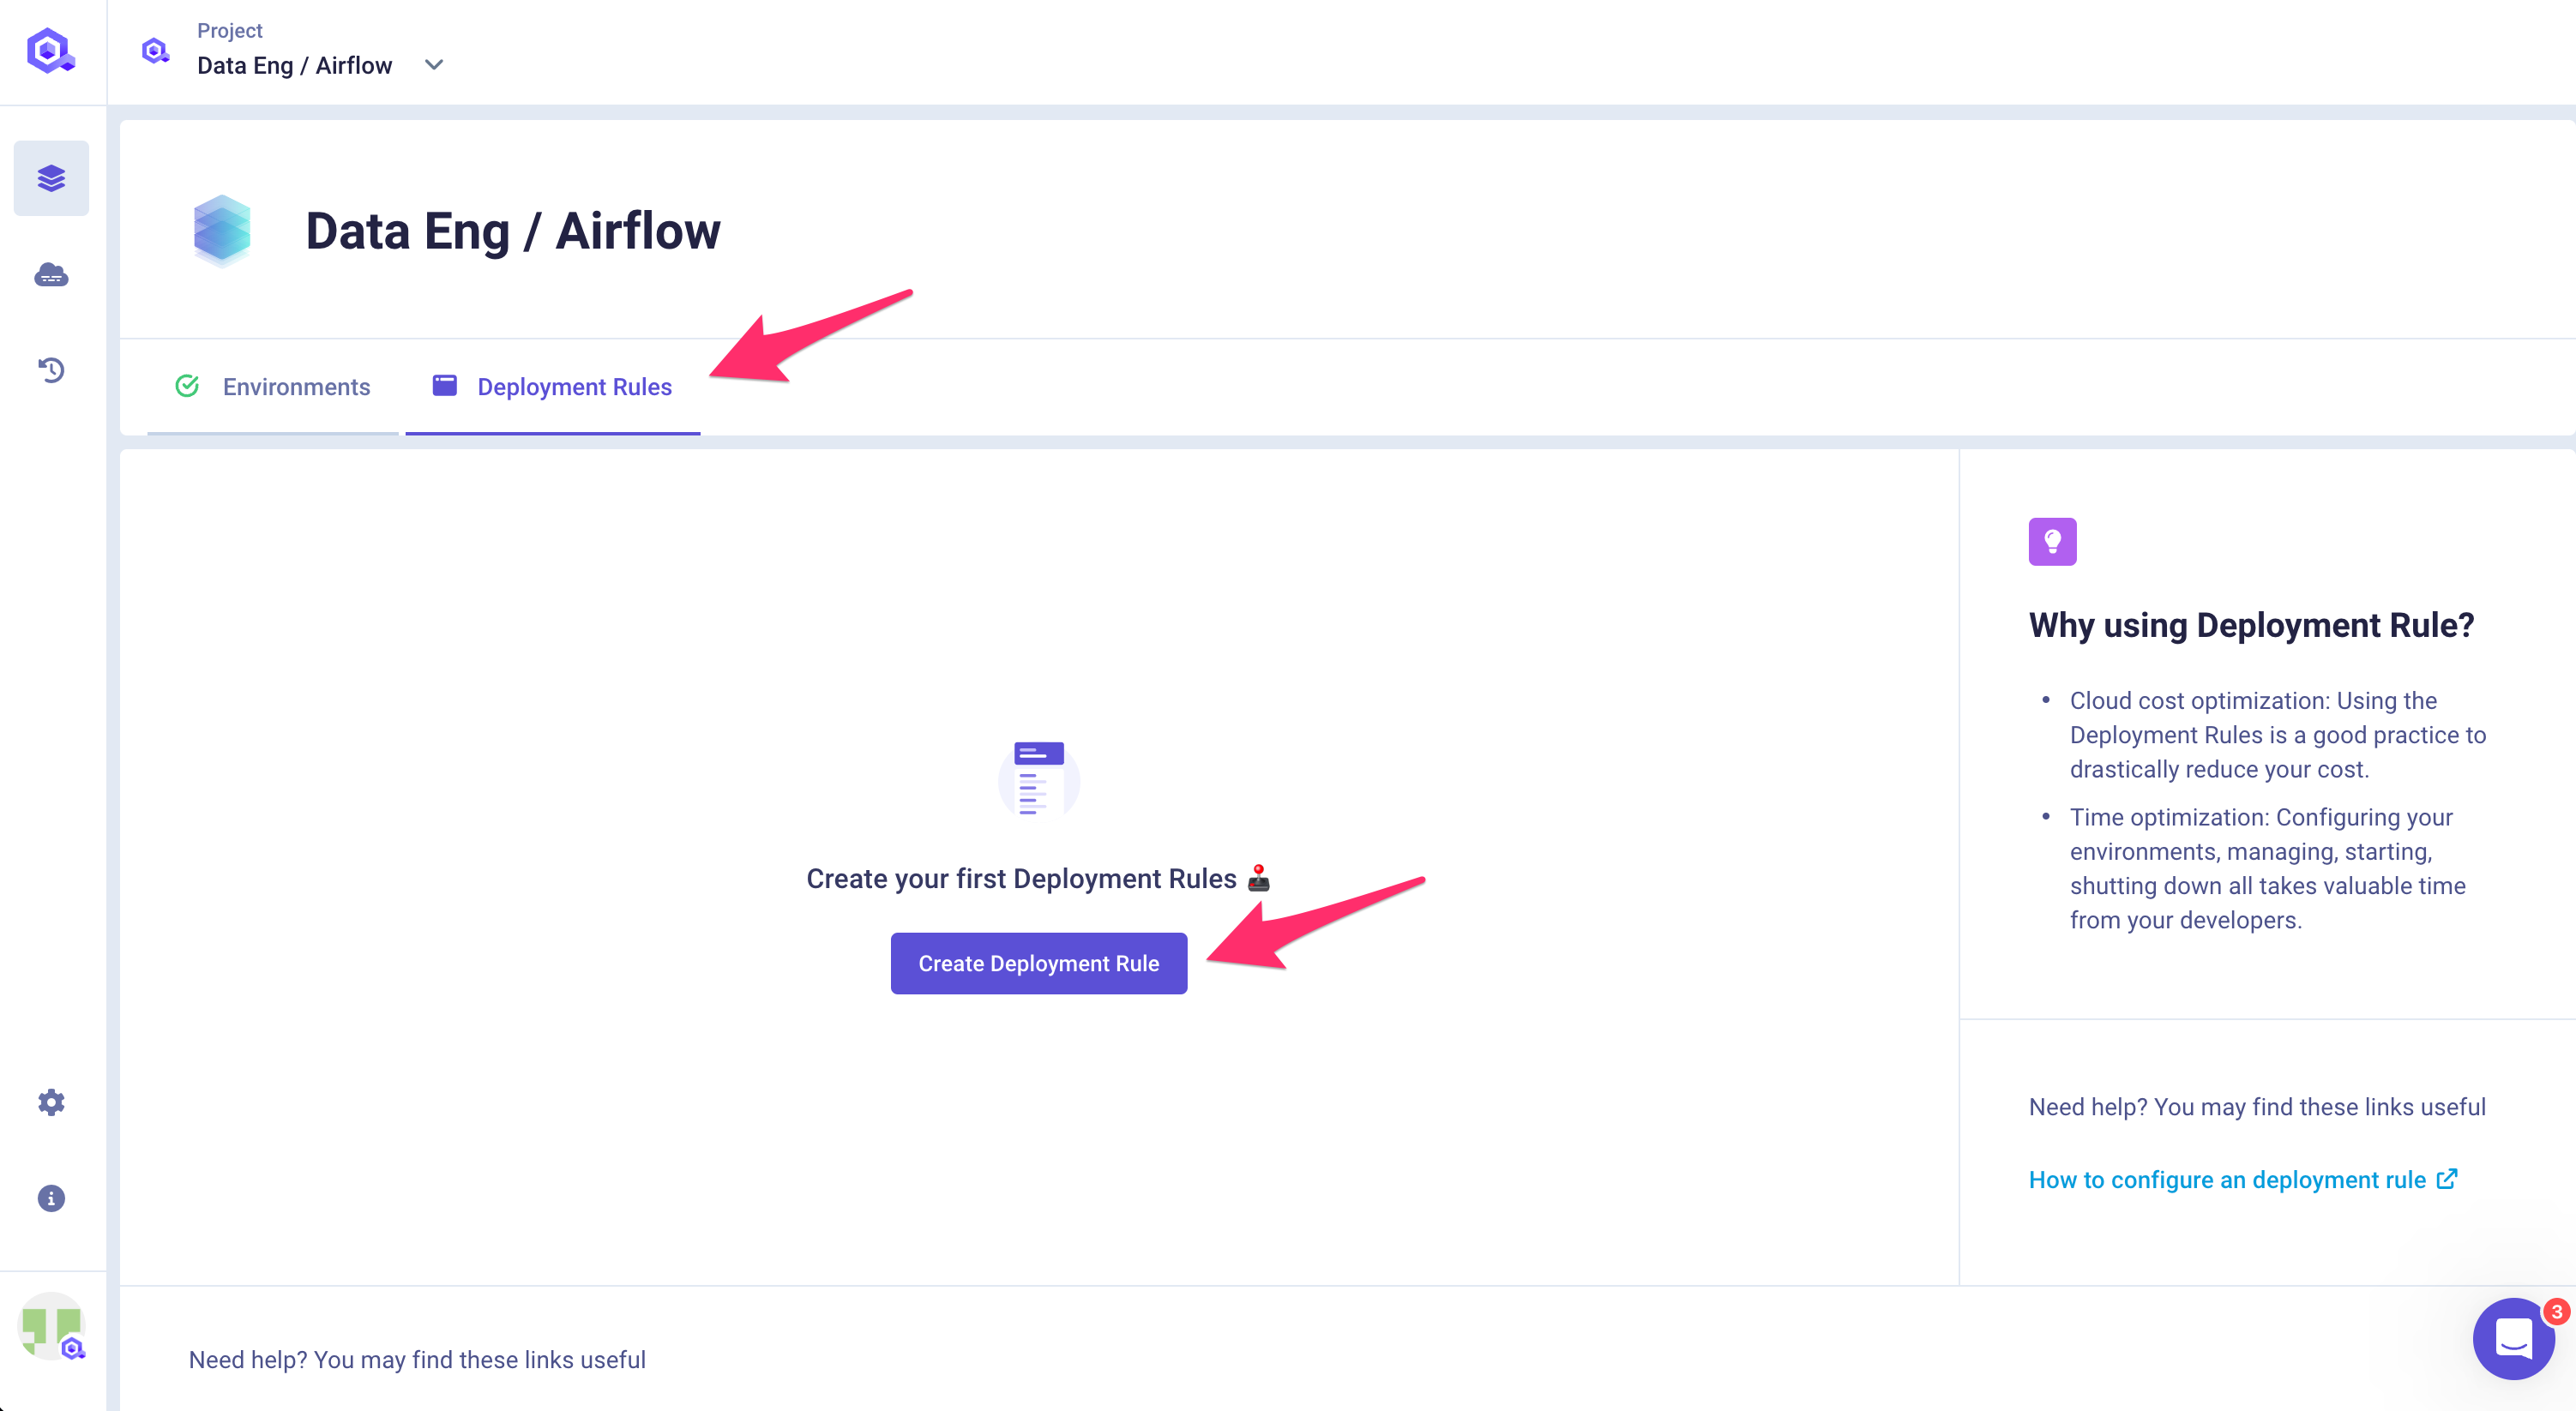 Project
Data Eng / Airflow
Data Eng / Airflow
Environments
Deployment Rules
Create your first Deployment Rules
Create Deployment Rule
Why using Deployment Rule?
• Cloud cost optimization: Using the
Deployment Rules is a good practice to
drastically reduce your cost.
• Time optimization: Configuring your
environments, managing, starting,
shutting down all takes valuable time
from your developers.
Need help? You may find these links useful
How to configure an deployment rule
3
Need help? You may find these links useful